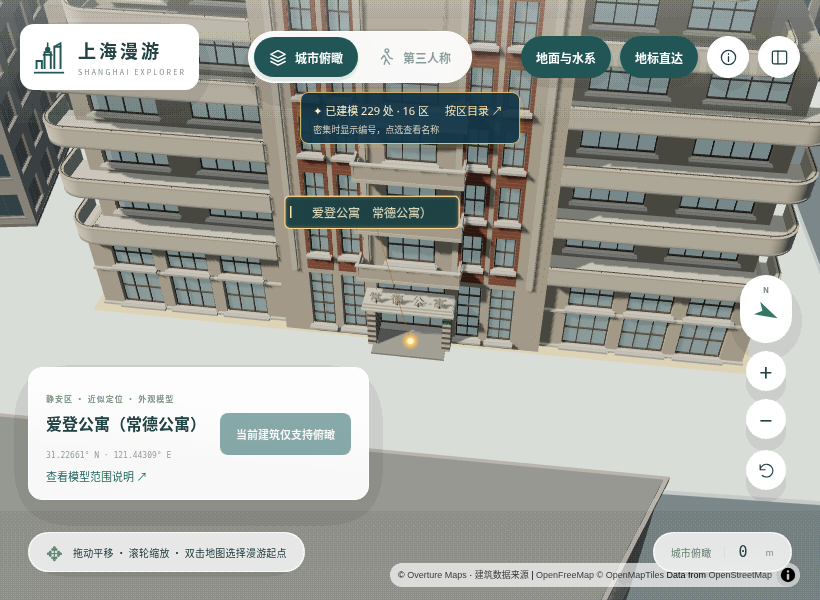 上海漫游
SHANGHAI EXPLORER
城市俯瞰
第三人称
地面与水系
地标直达
✦ 已建模 229 处 · 16 区 按区目录 ↗
密集时显示编号，点选查看名称
爱登公寓 常德公寓）
常德公寓
N
静安区 · 近似定位 · 外观模型
爱登公寓（常德公寓）
当前建筑仅支持俯瞰
31.22661° N · 121.44309° E
查看模型范围说明 ↗
拖动平移 · 滚轮缩放 · 双击地图选择漫游起点
城市俯瞰 0 m
© Overture Maps · 建筑数据来源 | OpenFreeMap © OpenMapTiles Data from OpenStreetMap